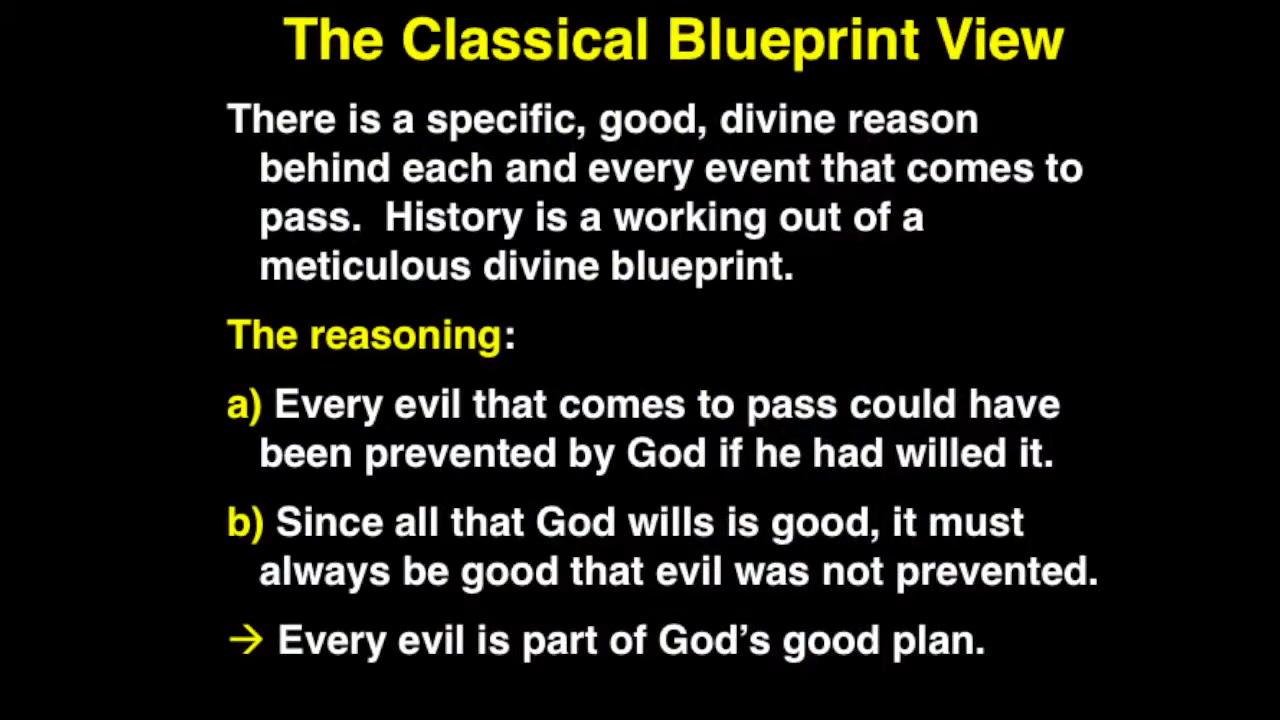 The Classical Blueprint View
There is a specific, good, divine reason
behind each and every event that comes to
pass.  History is a working out of a
meticulous divine blueprint.
The reasoning:
a) Every evil that comes to pass could have
been prevented by God if he had willed it.
b) Since all that God wills is good, it must
always be good that evil was not prevented.
→ Every evil is part of God’s good plan.